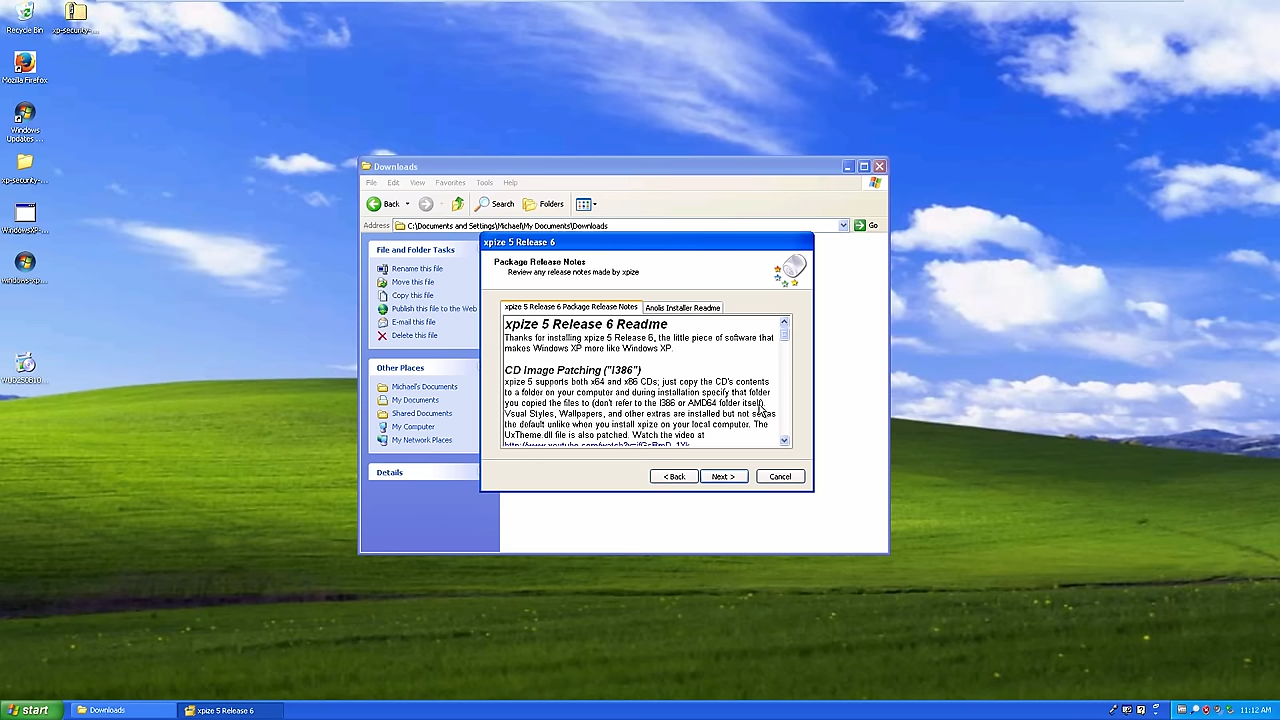 Recycle Bin
xp-security-...
Mozilla Firefox
Windows
Updates ...
xp-security-...
WindowsXP-...
windows-xp...
Downloads
File Edit View Favorites Tools Help
Back Search Folders
Address C:\Documents and Settings\Michael\My Documents\Downloads Go
File and Folder Tasks
Rename this file
Move this file
Copy this file
Publish this file to the Web
E-mail this file
Delete this file
Other Places
Michael's Documents
My Documents
Shared Documents
My Computer
My Network Places
Details
xpize 5 Release 6
Package Release Notes
Review any release notes made by xpize
xpize 5 Release 6 Package Release Notes Anolis Installer Readme
xpize 5 Release 6 Readme
Thanks for installing xpize 5 Release 6, the little piece of software that
makes Windows XP more like Windows XP.
CD Image Patching ("I386")
xpize 5 supports both x64 and x86 CDs; just copy the CD's contents
to a folder on your computer and during installation specify that folder
you copied the files to (don't refer to the I386 or AMD64 folder itself).
Vsual Styles, Wallpapers, and other extras are installed but not set as
the default unlike when you install xpize on your local computer. The
UxTheme.dll file is also patched. Watch the video at
< Back Next > Cancel
start Downloads xpize 5 Release 6 11:12 AM